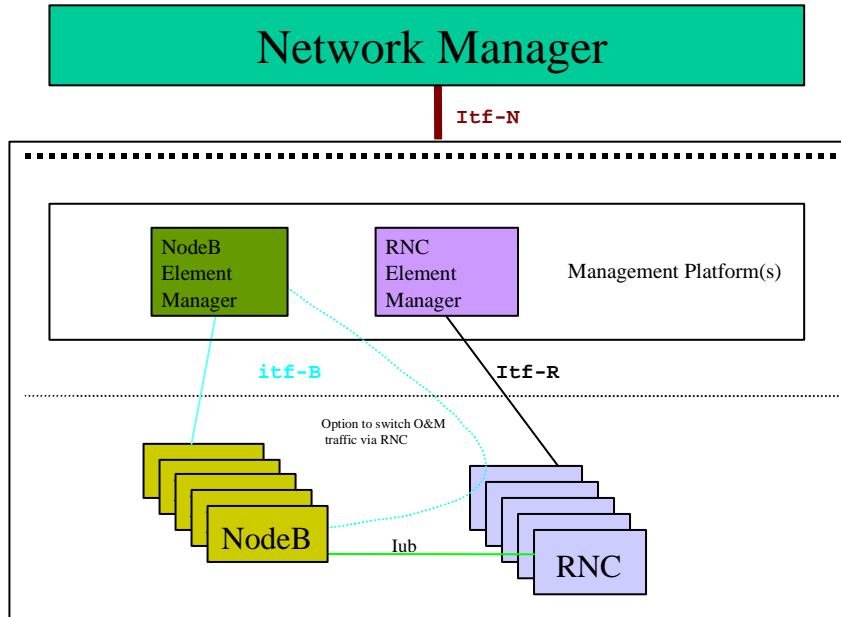 Network Manager
Itf-N
NodeB
Element
Manager
RNC
Element
Manager
Management Platform(s)
itf-B
Itf-R
Option to switch O&M
traffic via RNC
NodeB
Iub
RNC